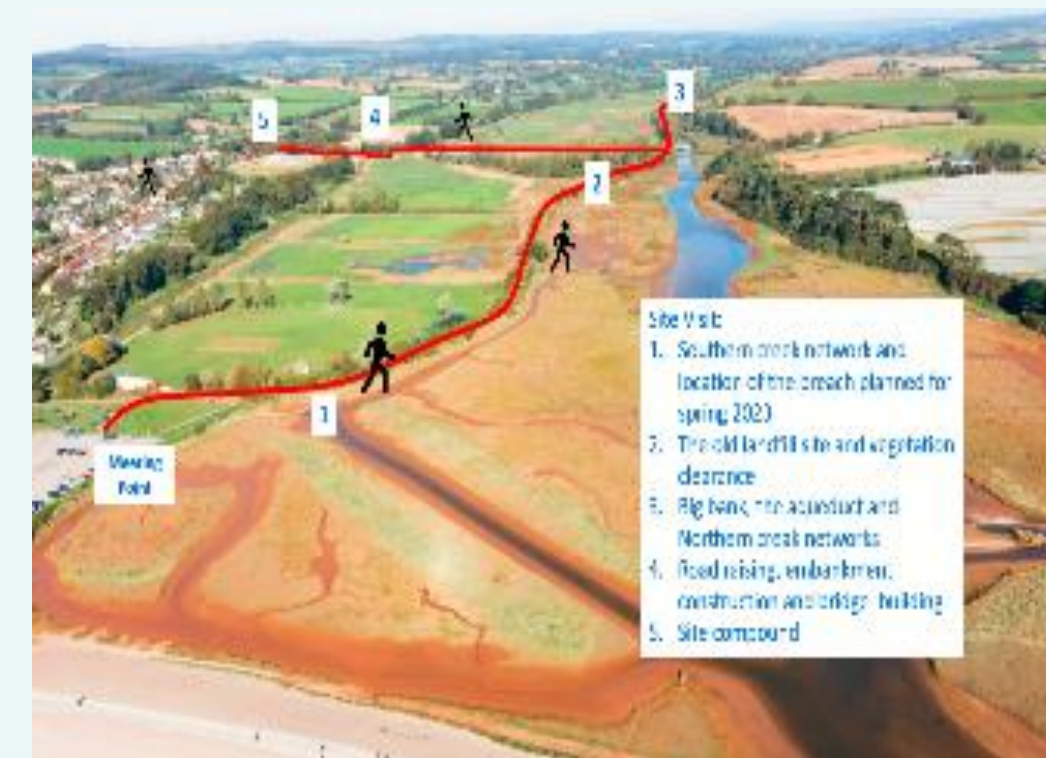 3
5
4
2
1
Meeting
Point
Site Visit:
1. Southern creek network and
location of the breach planned for
spring
2. The old landfill site and vegetation
clearance
3. Big bank, the aqueduct and
Northern creek networks
4. Road raising, embankment
construction and bridge building
5. Site compound